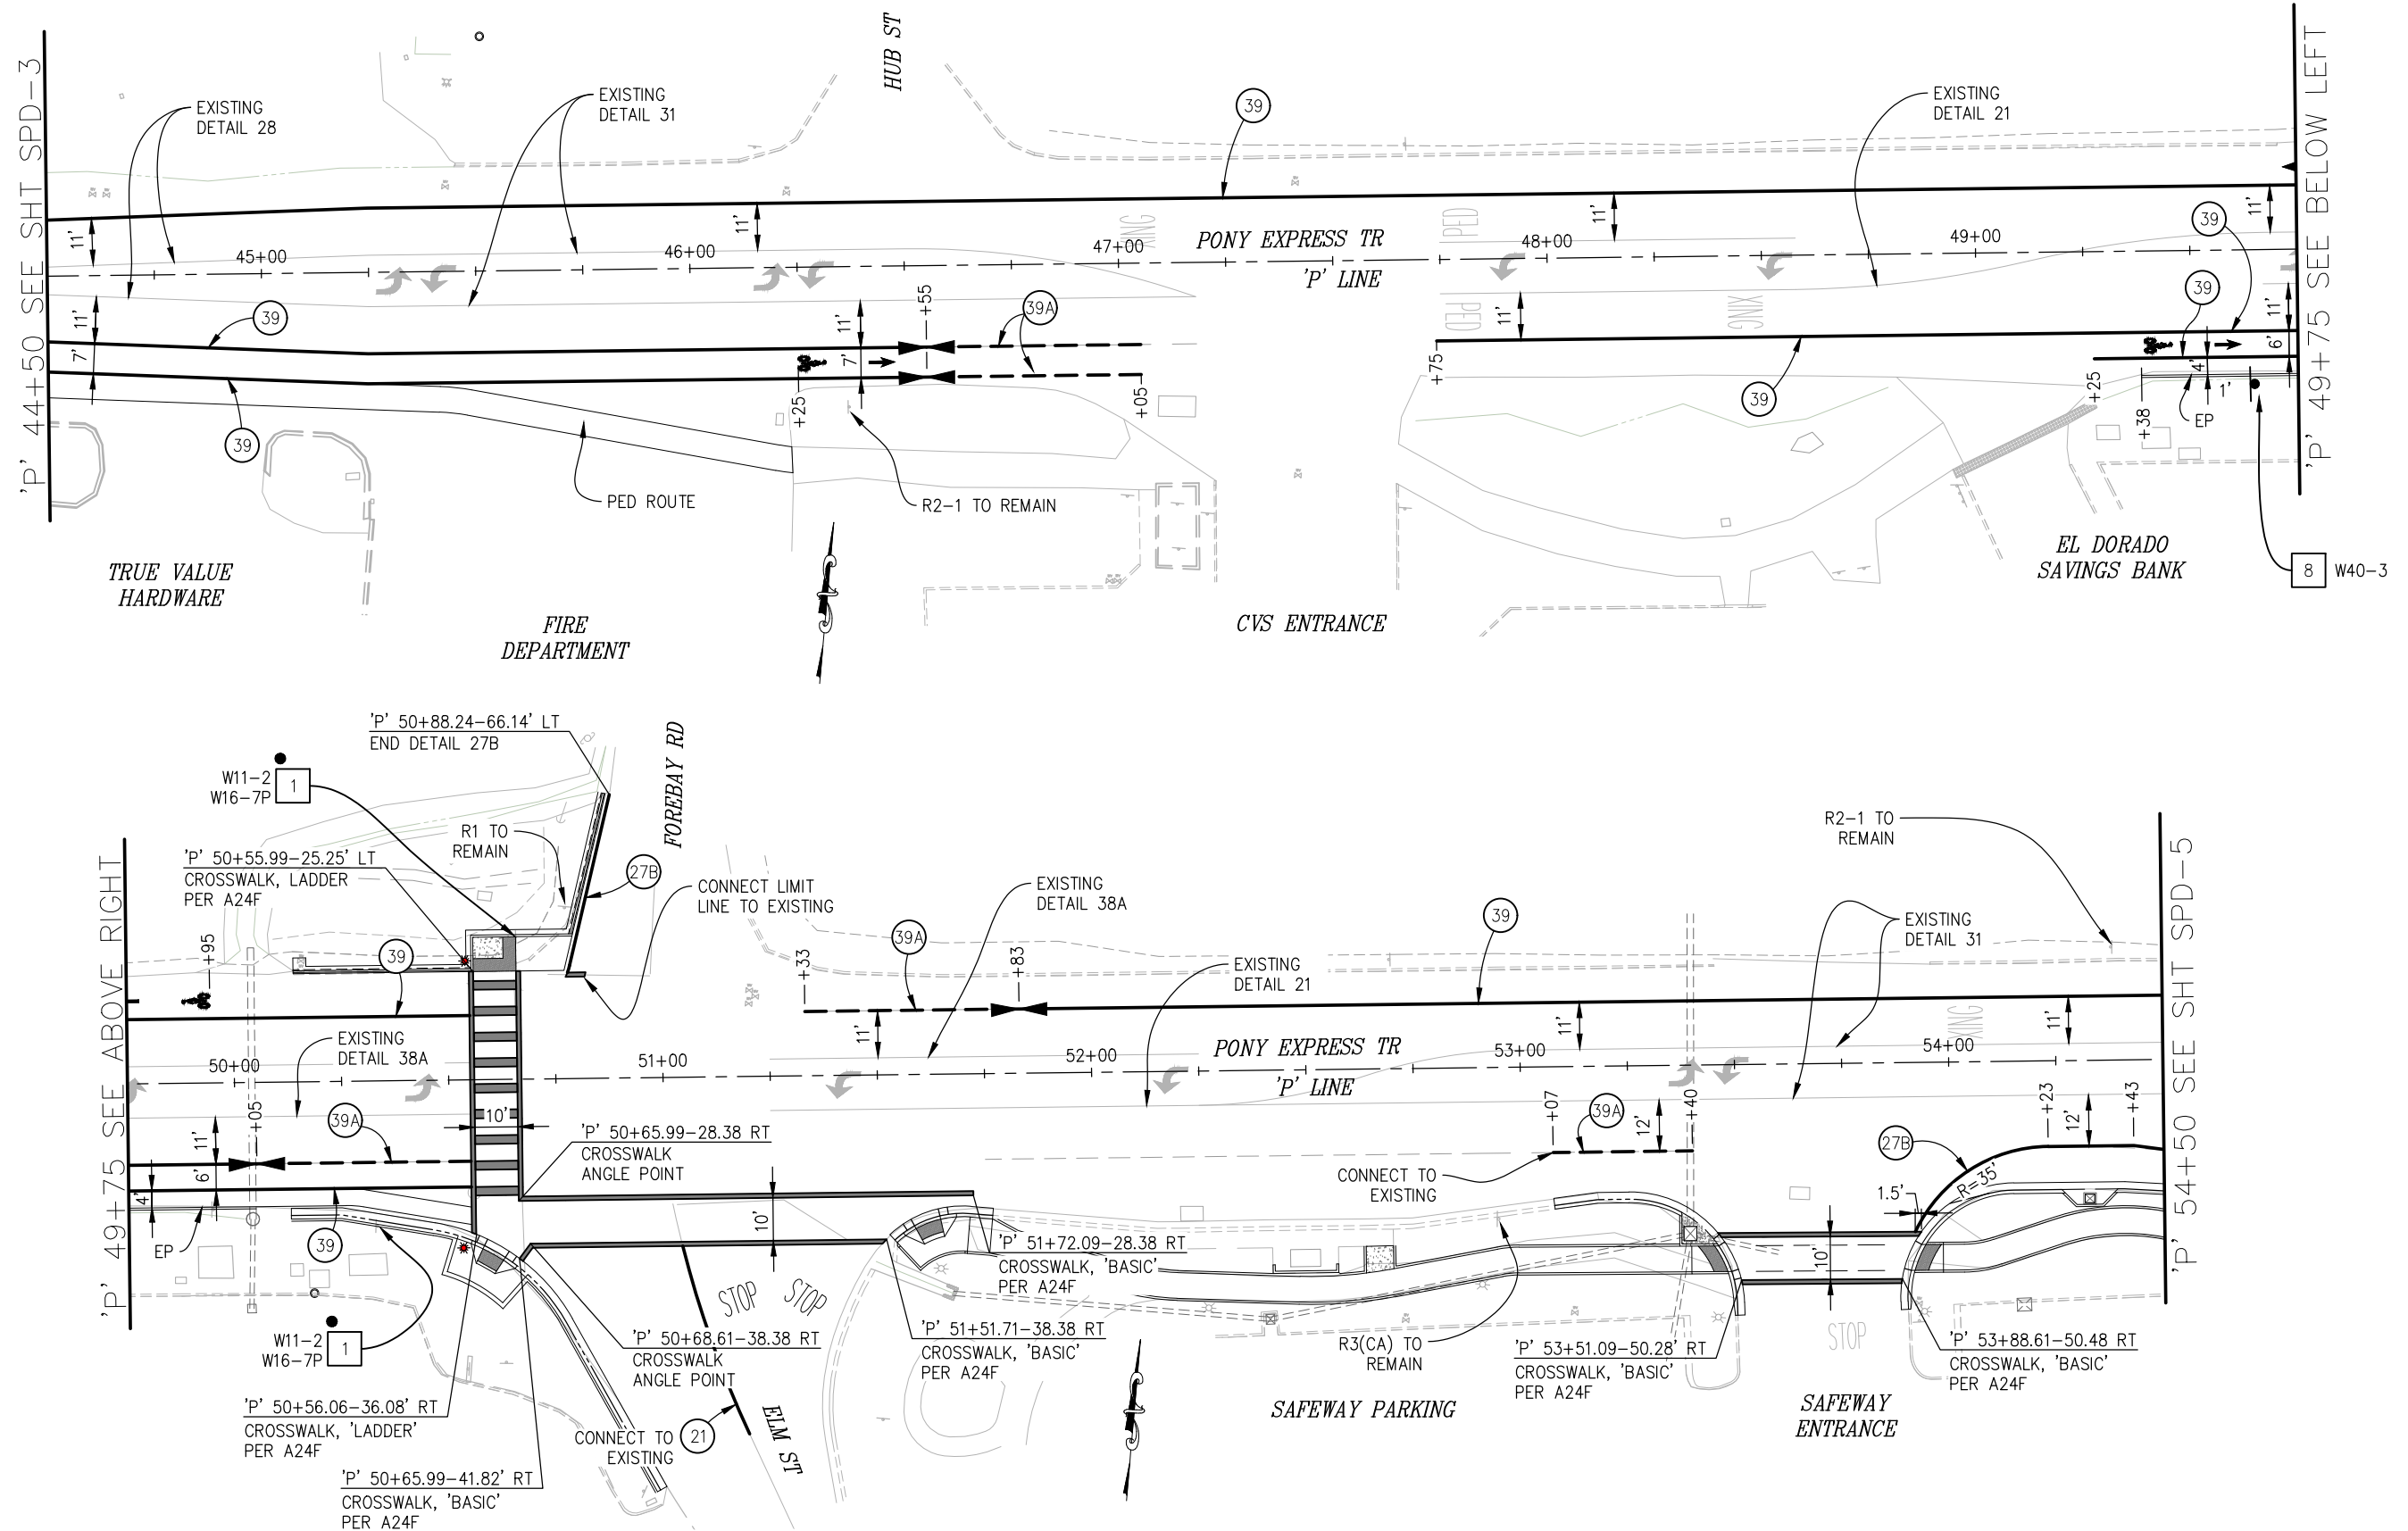 'P' 44+50 SEE SHT SPD-3
EXISTING
DETAIL 28
EXISTING
DETAIL 31
HUB ST
39
EXISTING
DETAIL 21
'P' 49+75 SEE BELOW LEFT
11'
11'
11'
11'
XING
PED
45+00
46+00
47+00
PONY EXPRESS TR
48+00
49+00
39
'P' LINE
11'
39
11'
+55
39A
PED
11'
XING
39
11'
7'
7'
+25
+05
+75
39
+25
4'
6'
1'
+38
EP
39
PED ROUTE
R2-1 TO REMAIN
TRUE VALUE
HARDWARE
FIRE
DEPARTMENT
CVS ENTRANCE
EL DORADO
SAVINGS BANK
8
W40-3
'P' 49+75 SEE ABOVE RIGHT
'P' 50+88.24-66.14' LT
END DETAIL 27B
FOREBAY RD
W11-2
W16-7P
1
R1 TO
REMAIN
27B
'P' 50+55.99-25.25' LT
CROSSWALK, LADDER
PER A24F
CONNECT LIMIT
LINE TO EXISTING
EXISTING
DETAIL 38A
R2-1 TO
REMAIN
+95
39
39A
+33
+83
39
EXISTING
DETAIL 31
EXISTING
DETAIL 21
11'
11'
XING
11'
EXISTING
DETAIL 38A
50+00
51+00
52+00
PONY EXPRESS TR
53+00
54+00
'P' LINE
+05
39A
10'
11'
6'
4'
EP
39
'P' 50+65.99-28.38 RT
CROSSWALK
ANGLE POINT
10'
+07
39A
12'
+40
CONNECT TO
EXISTING
+23
12'
+43
27B
R=35'
1.5'
10'
'P' 54+50 SEE SHT SPD-5
'P' 51+72.09-28.38 RT
CROSSWALK, 'BASIC'
PER A24F
STOP
STOP
W11-2
W16-7P
1
'P' 50+68.61-38.38 RT
CROSSWALK
ANGLE POINT
'P' 51+51.71-38.38 RT
CROSSWALK, 'BASIC'
PER A24F
R3(CA) TO
REMAIN
'P' 53+51.09-50.28' RT
CROSSWALK, 'BASIC'
PER A24F
STOP
'P' 53+88.61-50.48 RT
CROSSWALK, 'BASIC'
PER A24F
'P' 50+56.06-36.08' RT
CROSSWALK, 'LADDER'
PER A24F
CONNECT TO
EXISTING
21
ELM ST
SAFEWAY PARKING
SAFEWAY
ENTRANCE
'P' 50+65.99-41.82' RT
CROSSWALK, 'BASIC'
PER A24F